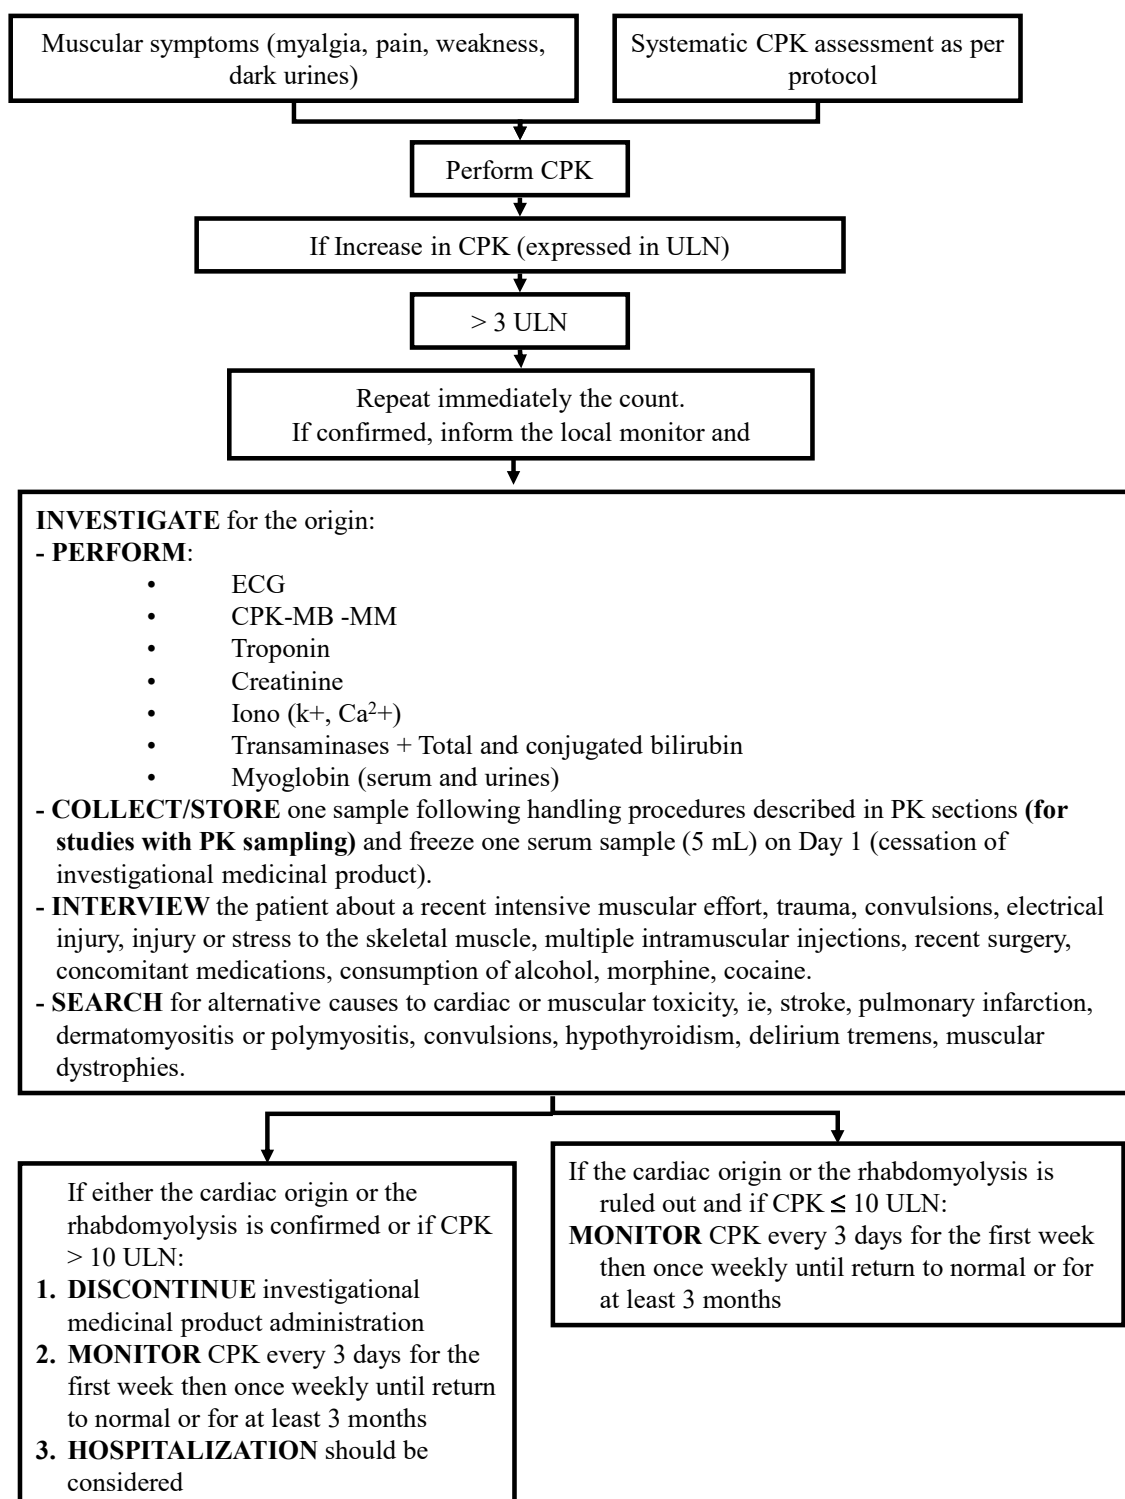 Muscular symptoms (myalgia, pain, weakness,
dark urines)
Systematic CPK assessment as per
protocol
Perform CPK
If Increase in CPK (expressed in ULN)
> 3 ULN
Repeat immediately the count.
If confirmed, inform the local monitor and
INVESTIGATE for the origin:
- PERFORM:
• ECG
• CPK-MB -MM
• Troponin
• Creatinine
• Iono (k+, Ca²⁺)
• Transaminases + Total and conjugated bilirubin
• Myoglobin (serum and urines)
- COLLECT/STORE one sample following handling procedures described in PK sections (for
studies with PK sampling) and freeze one serum sample (5 mL) on Day 1 (cessation of
investigational medicinal product).
- INTERVIEW the patient about a recent intensive muscular effort, trauma, convulsions, electrical
injury, injury or stress to the skeletal muscle, multiple intramuscular injections, recent surgery,
concomitant medications, consumption of alcohol, morphine, cocaine.
- SEARCH for alternative causes to cardiac or muscular toxicity, ie, stroke, pulmonary infarction,
dermatomyositis or polymyositis, convulsions, hypothyroidism, delirium tremens, muscular
dystrophies.
If either the cardiac origin or the
rhabdomyolysis is confirmed or if CPK
> 10 ULN:
1. DISCONTINUE investigational
medicinal product administration
2. MONITOR CPK every 3 days for the
first week then once weekly until return
to normal or for at least 3 months
3. HOSPITALIZATION should be
considered
If the cardiac origin or the rhabdomyolysis is
ruled out and if CPK ≤ 10 ULN:
MONITOR CPK every 3 days for the first week
then once weekly until return to normal or for
at least 3 months